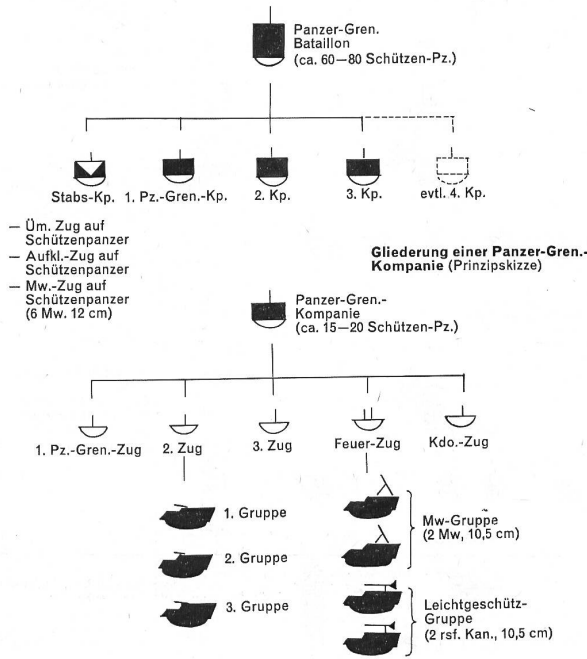 Panzer-Gren.
Bataillon
(ca. 60—80 Schützen-Pz.)
Stabs-Kp.
1. Pz.-Gren.-Kp.
2. Kp.
3. Kp.
evtl. 4. Kp.
— Üm. Zug auf
Schützenpanzer
— Aufkl.-Zug auf
Schützenpanzer
— Mw.-Zug auf
Schützenpanzer
(6 Mw. 12 cm)
Gliederung einer Panzer-Gren.-
Kompanie (Prinzipskizze)
Panzer-Gren.-
Kompanie
(ca. 15—20 Schützen-Pz.)
1. Pz.-Gren.-Zug
2. Zug
3. Zug
Feuer-Zug
Kdo.-Zug
1. Gruppe
2. Gruppe
3. Gruppe
Mw-Gruppe
(2 Mw, 10,5 cm)
Leichtgeschütz-
Gruppe
(2 rsf. Kan., 10,5 cm)